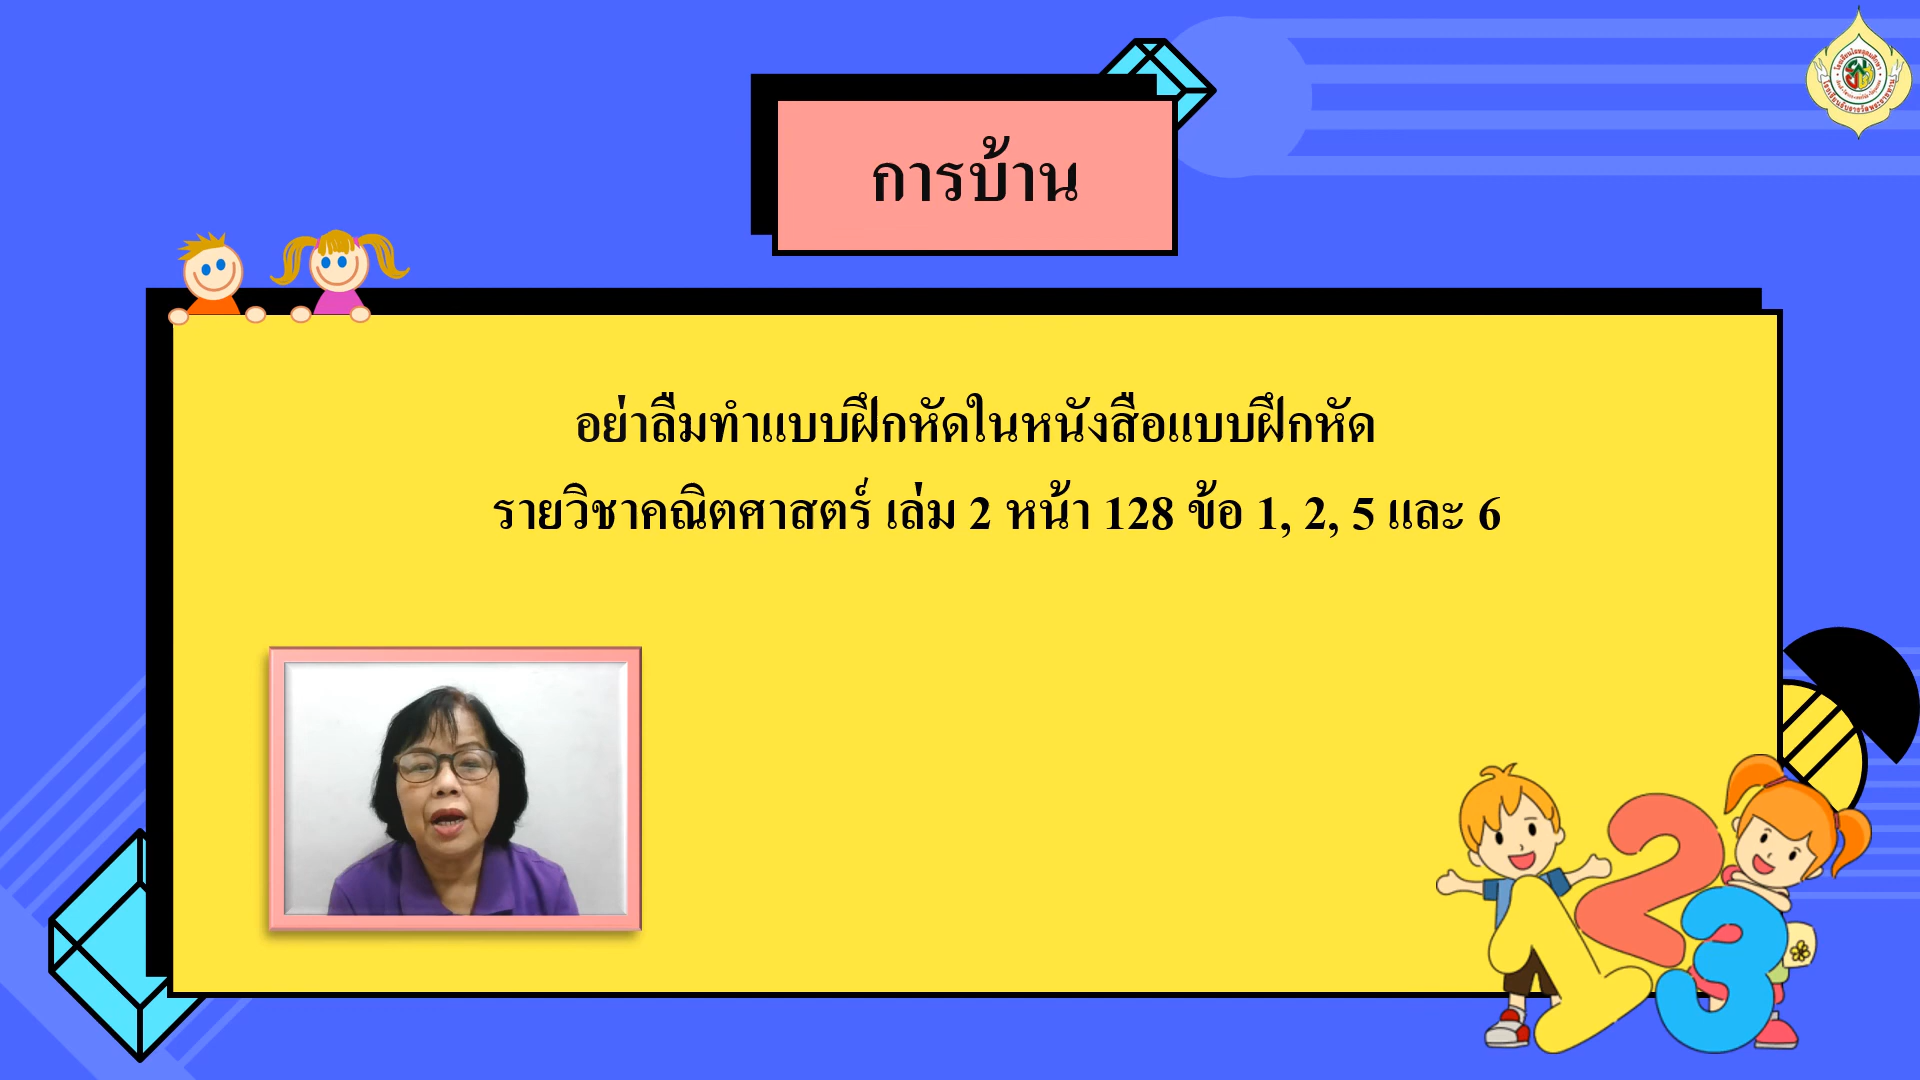 การบ้าน
อย่าลืมทำแบบฝึกหัดในหนังสือแบบฝึกหัด
รายวิชาคณิตศาสตร์ เล่ม 2 หน้า 128 ข้อ 1, 2, 5 และ 6
1
2
3